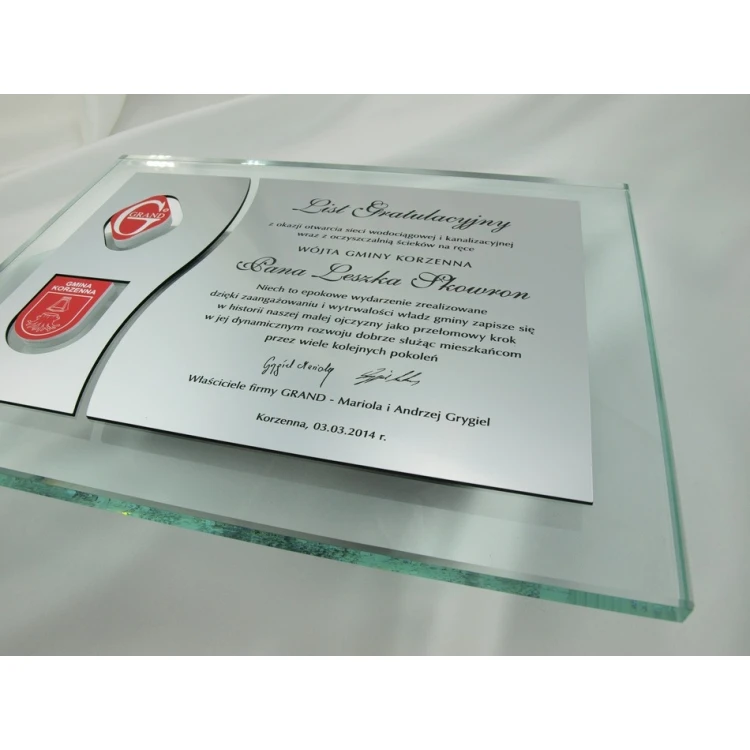 GRAND
GMINA
KORZENNA
List Gratulacyjny
z okazji otwarcia sieci wodociągowej i kanalizacyjnej
wraz z oczyszczalnią ścieków na ręce
WÓJTA GMINY KORZENNA
Pana Leszka Skowron
Niech to epokowe wydarzenie zrealizowane
dzięki zaangażowaniu i wytrwałości władz gminy zapisze się
w historii naszej małej ojczyzny jako przełomowy krok
w jej dynamicznym rozwoju dobrze służąc mieszkańcom
przez wiele kolejnych pokoleń
Grygiel Mariola
Właściciele firmy GRAND - Mariola i Andrzej Grygiel
Korzenna, 03.03.2014 r.